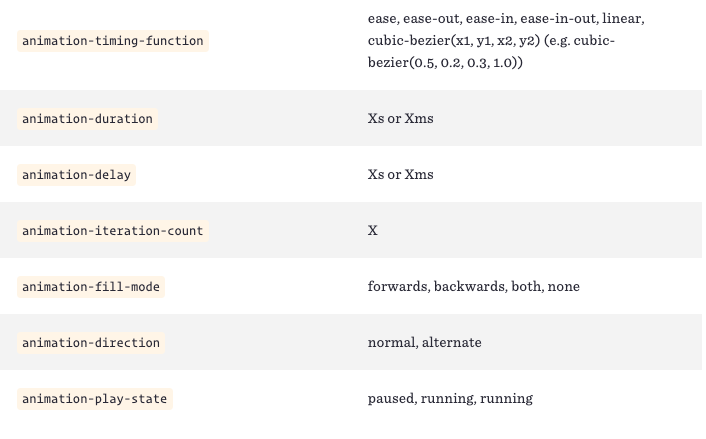 ease, ease-out, ease-in, ease-in-out, linear,
animation-timing-function
cubic-bezier(x1, y1, x2, y2) (e.g. cubic-
bezier(0.5, 0.2, 0.3, 1.0))
animation-duration Xs or Xms
animation-delay Xs or Xms
animation-iteration-count X
animation-fill-mode forwards, backwards, both, none
animation-direction normal, alternate
animation-play-state paused, running, running